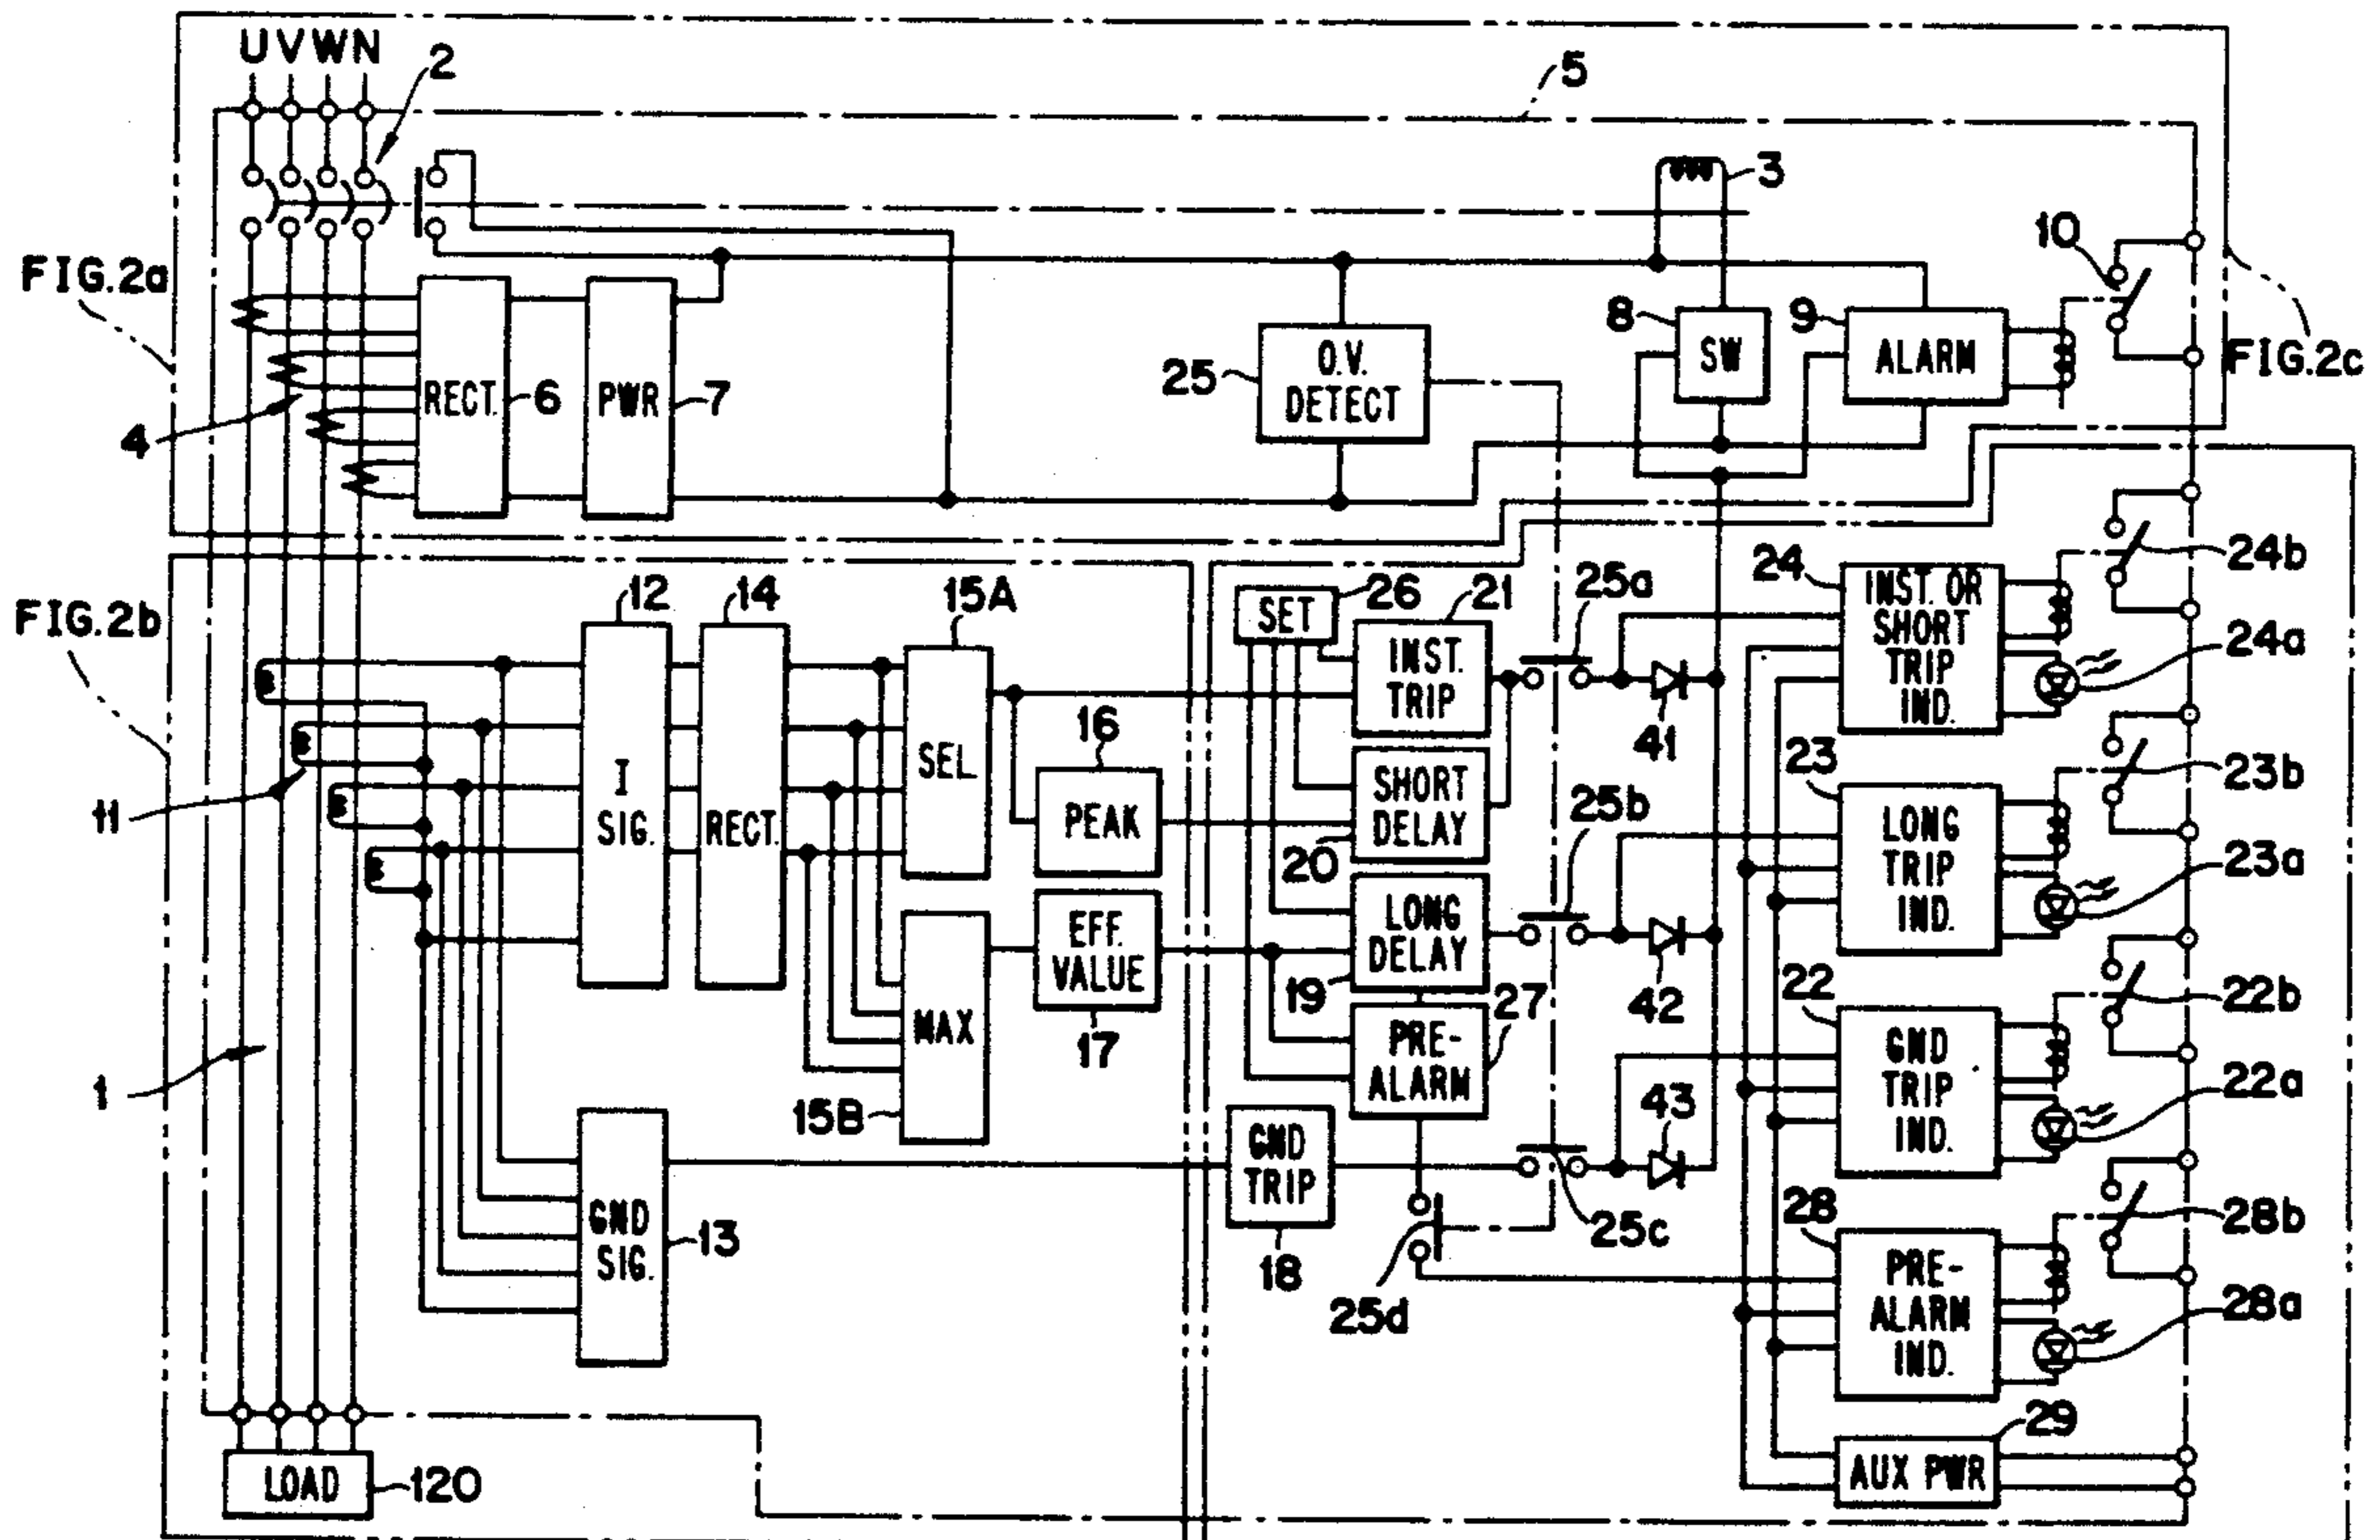 UVWN
2
5
3
10
FIG.2a
FIG.2c
8
SW
9
ALARM
25
O.V.
DETECT
RECT.
6
PWR
7
4
24b
FIG.2b
12
14
15A
26
SET
21
25a
24
INST. OR
SHORT
TRIP
IND.
24a
INST.
TRIP
41
16
SEL
PEAK
I
SIG.
RECT.
11
SHORT
DELAY
20
25b
23
LONG
TRIP
IND.
23b
23a
EFF.
VALUE
17
MAX
15B
LONG
DELAY
19
27
42
22
GND
TRIP
IND.
22b
22a
PRE-
ALARM
1
43
GND
TRIP
18
GND
SIG.
13
25c
25d
28
PRE-
ALARM
IND.
28b
28a
29
AUX PWR
LOAD
120